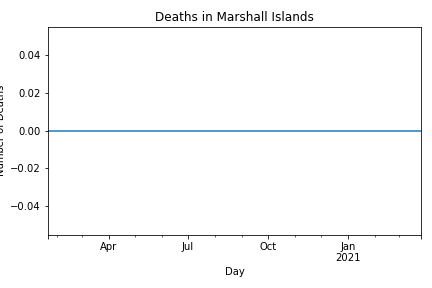 Deaths in Marshall Islands
Number of Deaths
0.04
0.02
0.00
−0.02
−0.04
Apr
Jul
Oct
Jan
2021
Day